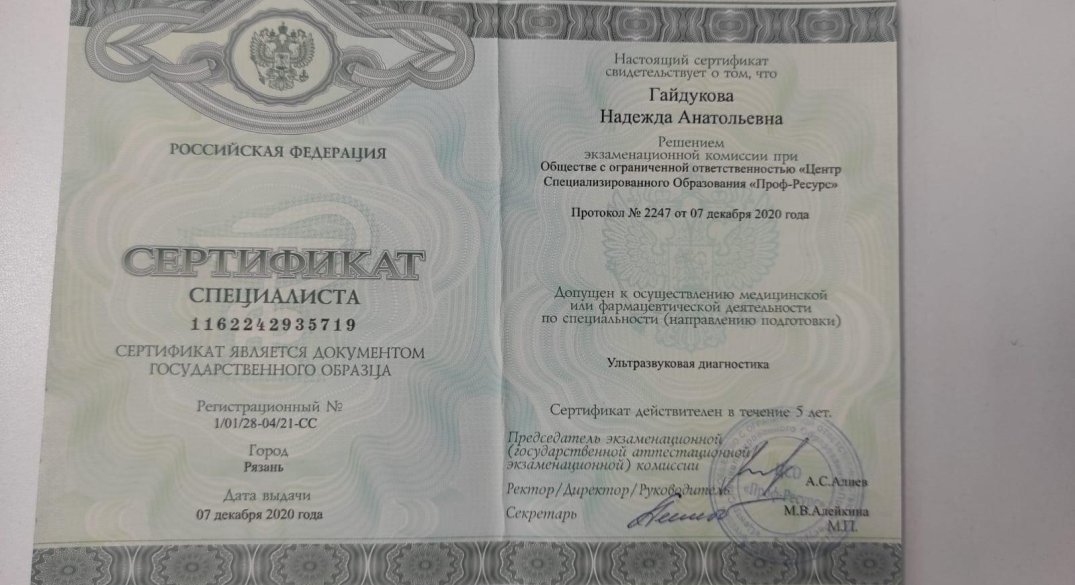 РОССИЙСКАЯ ФЕДЕРАЦИЯ
СЕРТИФИКАТ
СПЕЦИАЛИСТА
1162242935719
СЕРТИФИКАТ ЯВЛЯЕТСЯ ДОКУМЕНТОМ
ГОСУДАРСТВЕННОГО ОБРАЗЦА
Регистрационный №
1/01/28-04/21-СС
Город
Рязань
Дата выдачи
07 декабря 2020 года
Настоящий сертификат
свидетельствует о том, что
Гайдукова
Надежда Анатольевна
Решением
экзаменационной комиссии при
Обществе с ограниченной ответственностью «Центр
Специализированного Образования «Проф-Ресурс»
Протокол № 2247 от 07 декабря 2020 года
Допущен к осуществлению медицинской
или фармацевтической деятельности
по специальности (направлению подготовки)
Ультразвуковая диагностика
Сертификат действителен в течение 5 лет.
Председатель экзаменационной
(государственной аттестационной/
экзаменационной) комиссии
Ректор/Директор/Руководитель
А.С.Алиев
Секретарь
М.В.Алейкина
М.П.
«Проф-Ресурс»